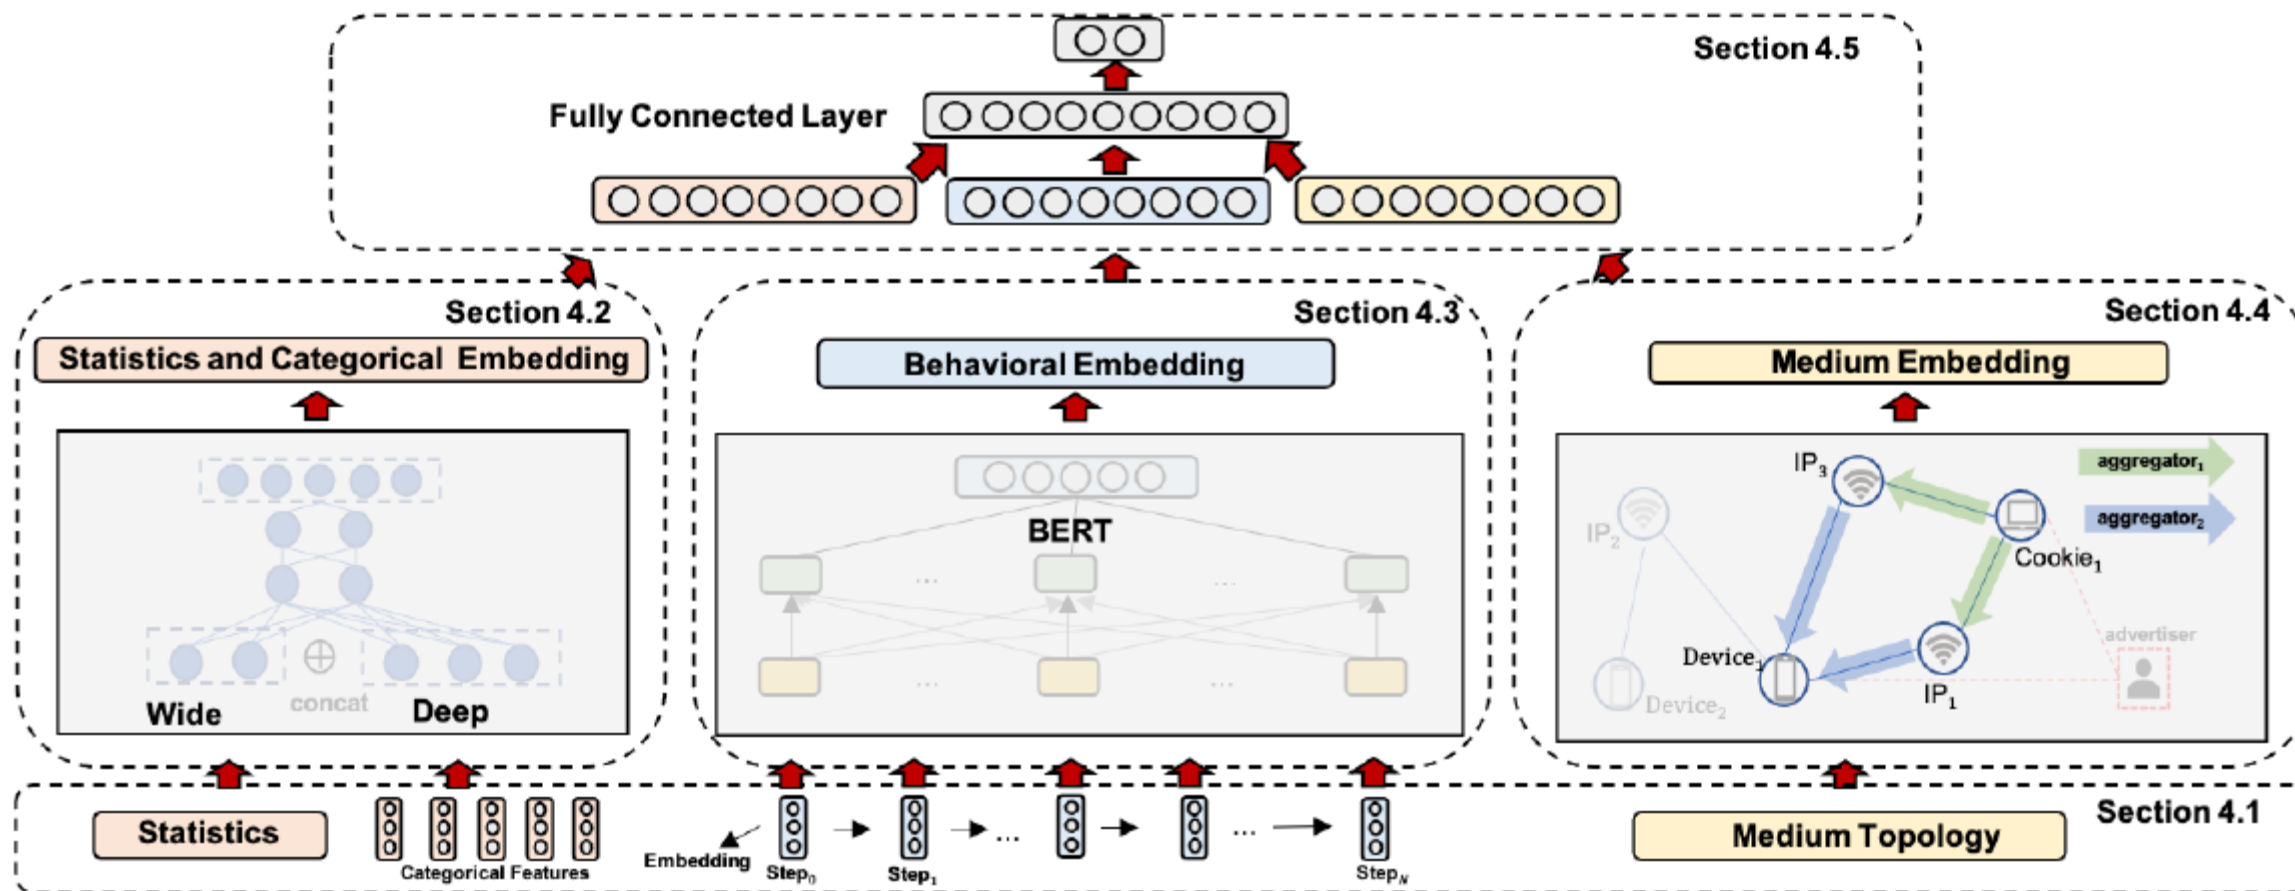 Section 4.5
Fully Connected Layer
Section 4.2
Statistics and Categorical Embedding
Wide
concat
Deep
Section 4.3
Behavioral Embedding
BERT
...
...
...
...
Section 4.4
Medium Embedding
IP₃
aggregator₁
aggregator₂
IP₂
Cookie₁
advertiser
Device₁
IP₁
Device₂
Section 4.1
Statistics
Categorical Features
Embedding
Step₀
Step₁
...
...
Step_N
Medium Topology